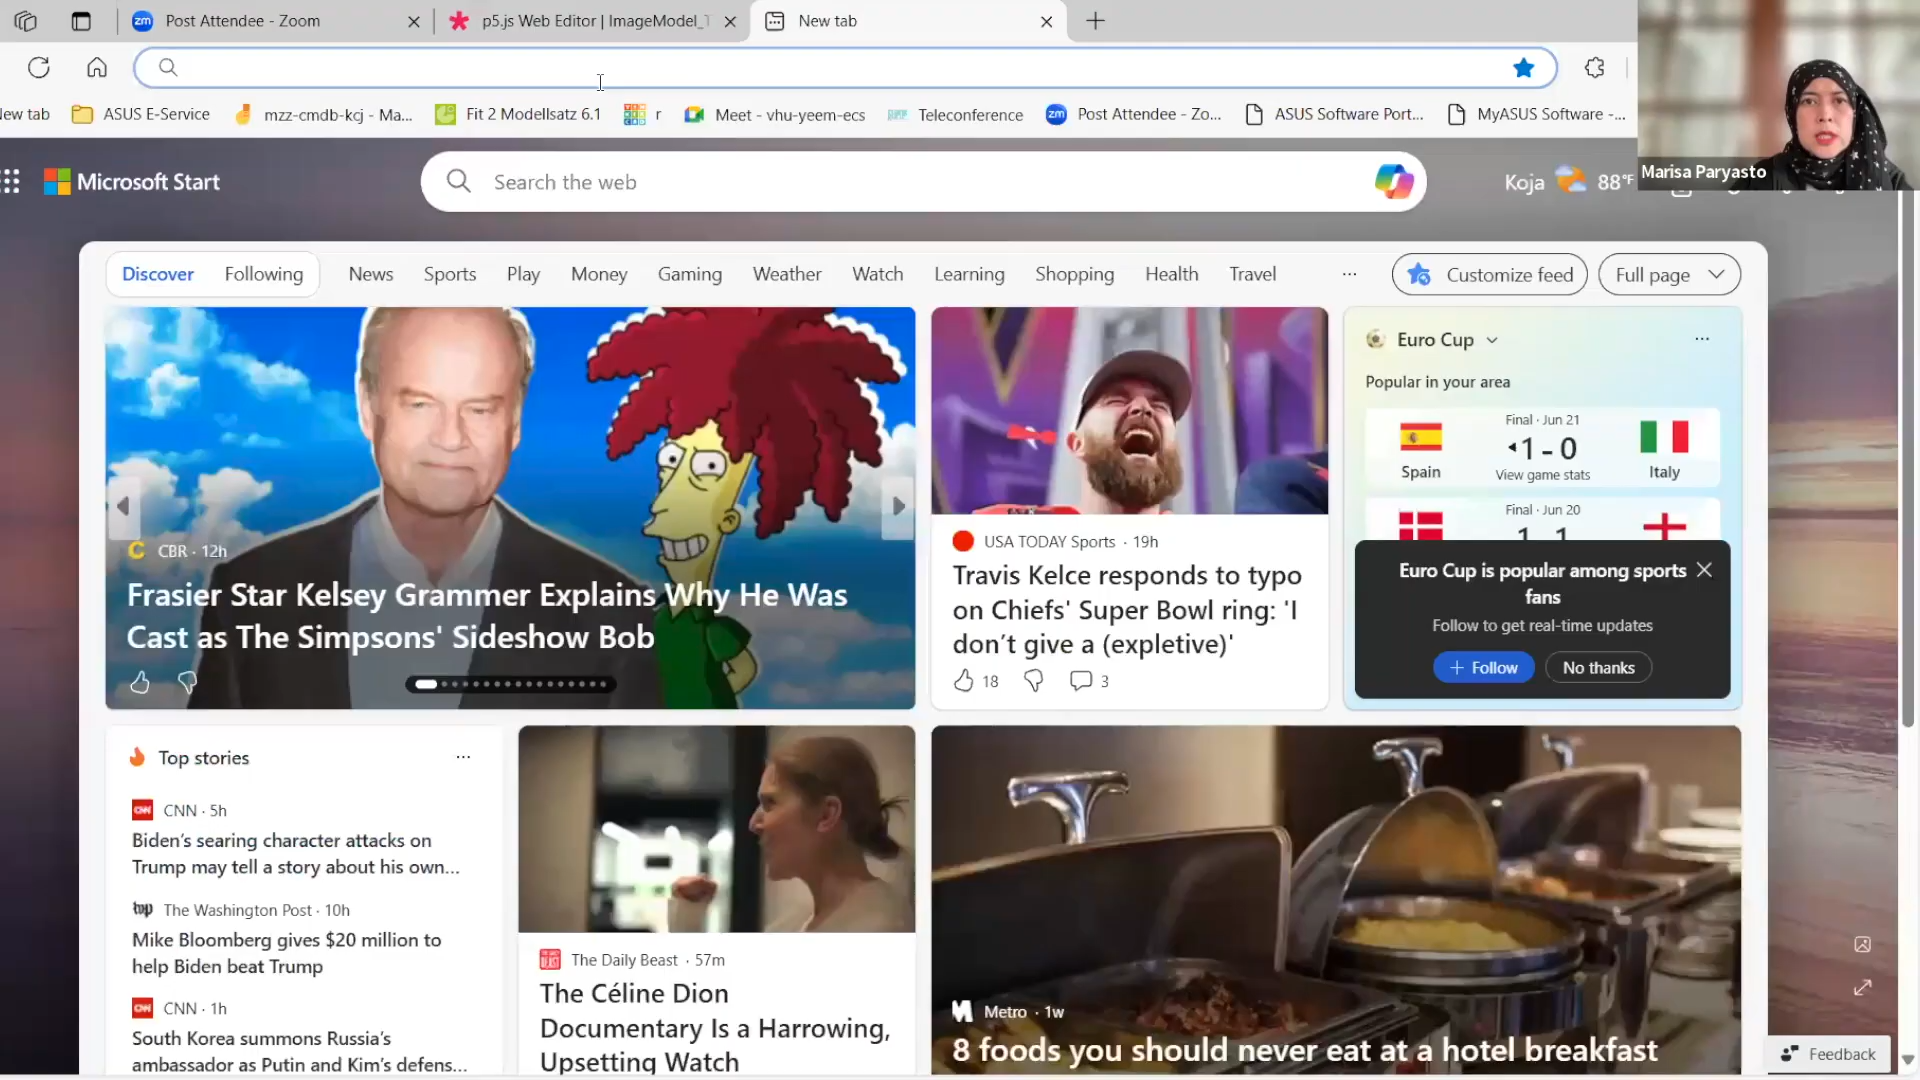 Post Attendee - Zoom
p5.js Web Editor | ImageModel_T
New tab
New tab
ASUS E-Service
mzz-cmdb-kcj - Ma...
Fit 2 Modellsatz 6.1
r
Meet - vhu-yeem-ecs
Teleconference
Post Attendee - Zo...
ASUS Software Port...
MyASUS Software -...
Marisa Paryasto
Microsoft Start
Search the web
Koja
88°F
Discover
Following
News
Sports
Play
Money
Gaming
Weather
Watch
Learning
Shopping
Health
Travel
Customize feed
Full page
CBR · 12h
Frasier Star Kelsey Grammer Explains Why He Was
Cast as The Simpsons' Sideshow Bob
USA TODAY Sports · 19h
Travis Kelce responds to typo
on Chiefs' Super Bowl ring: 'I
don’t give a (expletive)'
18
3
Euro Cup
Popular in your area
Final · Jun 21
1 - 0
Spain
View game stats
Italy
Final · Jun 20
Euro Cup is popular among sports
fans
Follow to get real-time updates
+ Follow
No thanks
Top stories
CNN · 5h
Biden’s searing character attacks on
Trump may tell a story about his own...
The Washington Post · 10h
Mike Bloomberg gives $20 million to
help Biden beat Trump
CNN · 1h
South Korea summons Russia’s
ambassador as Putin and Kim’s defens...
The Daily Beast · 57m
The Céline Dion
Documentary Is a Harrowing,
Upsetting Watch
Metro · 1w
8 foods you should never eat at a hotel breakfast
Feedback